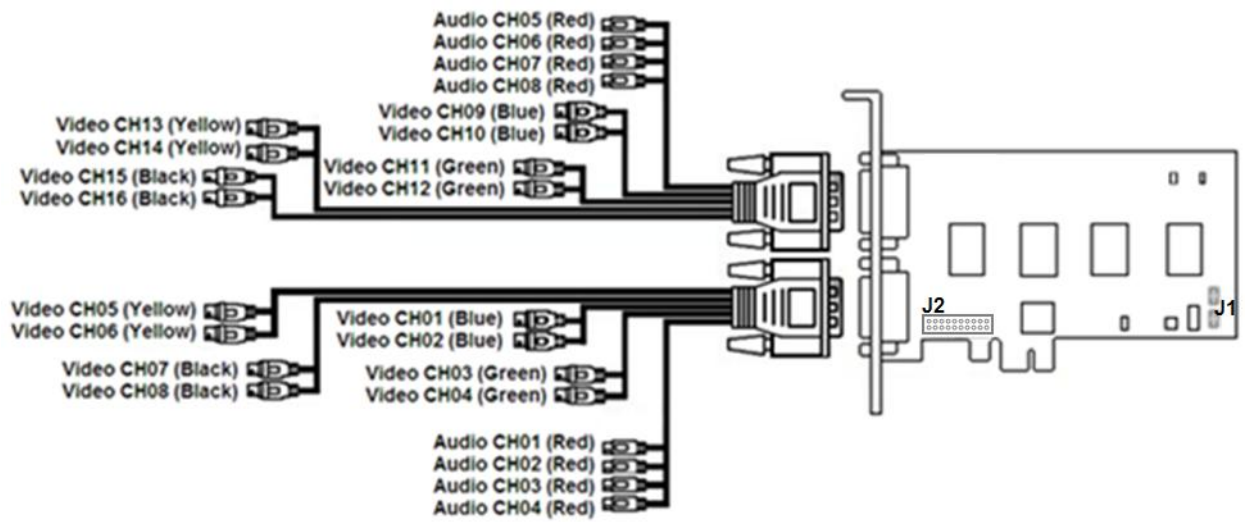 Audio CH05 (Red)
Audio CH06 (Red)
Audio CH07 (Red)
Audio CH08 (Red)
Video CH09 (Blue)
Video CH10 (Blue)
Video CH13 (Yellow)
Video CH14 (Yellow)
Video CH11 (Green)
Video CH12 (Green)
Video CH15 (Black)
Video CH16 (Black)
J2
J1
Video CH05 (Yellow)
Video CH06 (Yellow)
Video CH01 (Blue)
Video CH02 (Blue)
Video CH07 (Black)
Video CH08 (Black)
Video CH03 (Green)
Video CH04 (Green)
Audio CH01 (Red)
Audio CH02 (Red)
Audio CH03 (Red)
Audio CH04 (Red)